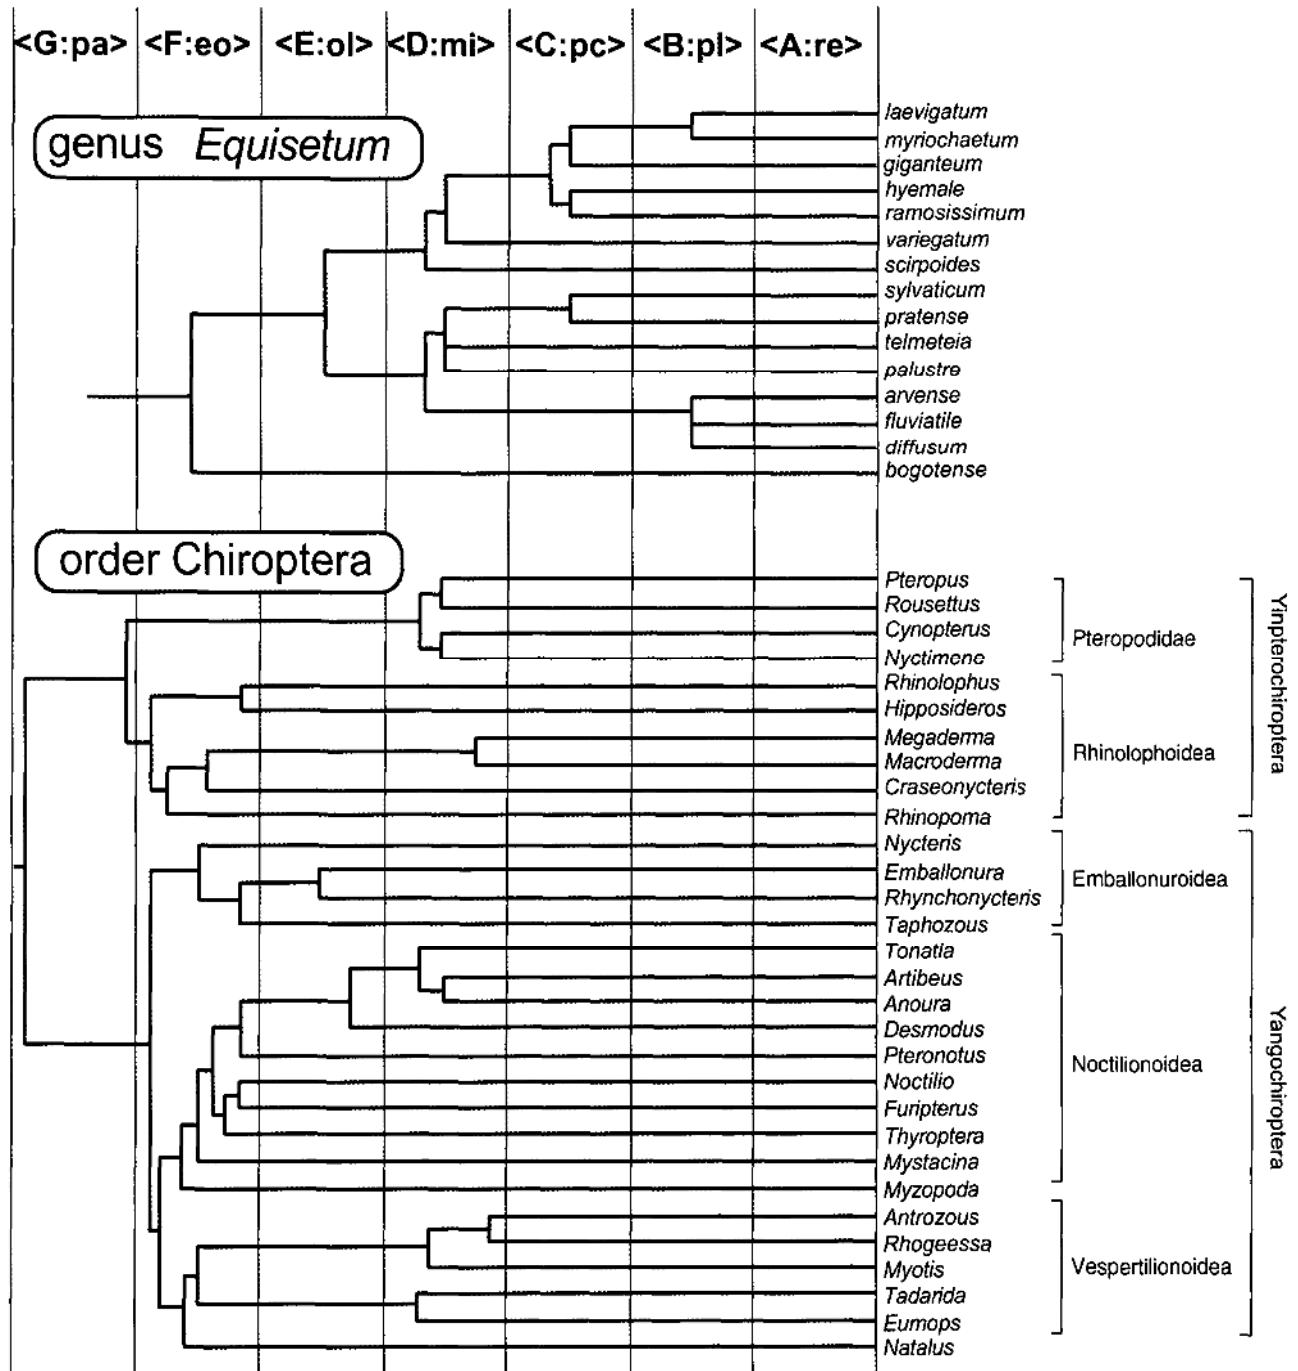 <G:pa> <F:eo> <E:ol> <D:mi> <C:pc> <B:pl> <A:re>
genus Equisetum
laevigatum
myriochaetum
giganteum
hyemale
ramosissimum
variegatum
scirpoides
sylvaticum
pratense
telmeteia
palustre
arvense
fluviatile
diffusum
bogotense
order Chiroptera
Pteropus
Rousettus
Cynopterus
Nyctimene
Pteropodidae
Rhinolophus
Hipposideros
Megaderma
Macroderma
Craseonycteris
Rhinopoma
Rhinolophoidea
Yinpterochiroptera
Nycteris
Emballonura
Rhynchonycteris
Taphozous
Emballonuroidea
Tonatia
Artibeus
Anoura
Desmodus
Pteronotus
Noctilio
Furipterus
Thyroptera
Mystacina
Myzopoda
Noctilionoidea
Yangochiroptera
Antrozous
Rhogeessa
Myotis
Tadarida
Eumops
Natalus
Vespertilionoidea